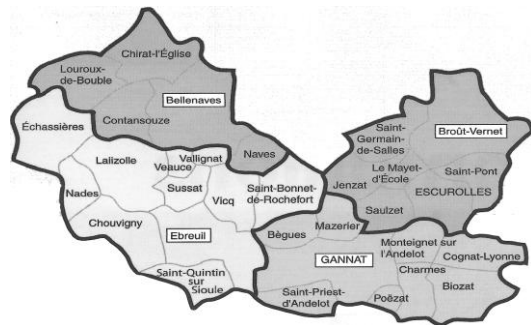 Chirat-l'Église
Louroux-
de-Bouble
Bellenaves
Échassières
Contansouze
Naves
Lalizolle
Vallignat
Veauce
Sussat
Vicq
Saint-Bonnet-
de-Rochefort
Nades
Chouvigny
Ebreuil
Saint-Quintin
sur
Sioule
Saint-
Germain-
de-Salles
Broût-Vernet
Le Mayet-
d'École
Saint-Pont
Jenzat
ESCUROLLES
Saulzet
Bègues
Mazerier
GANNAT
Monteignet sur
l'Andelot
Cognat-Lyonne
Charmes
Biozat
Saint-Priest-
d'Andelot
Poëzat